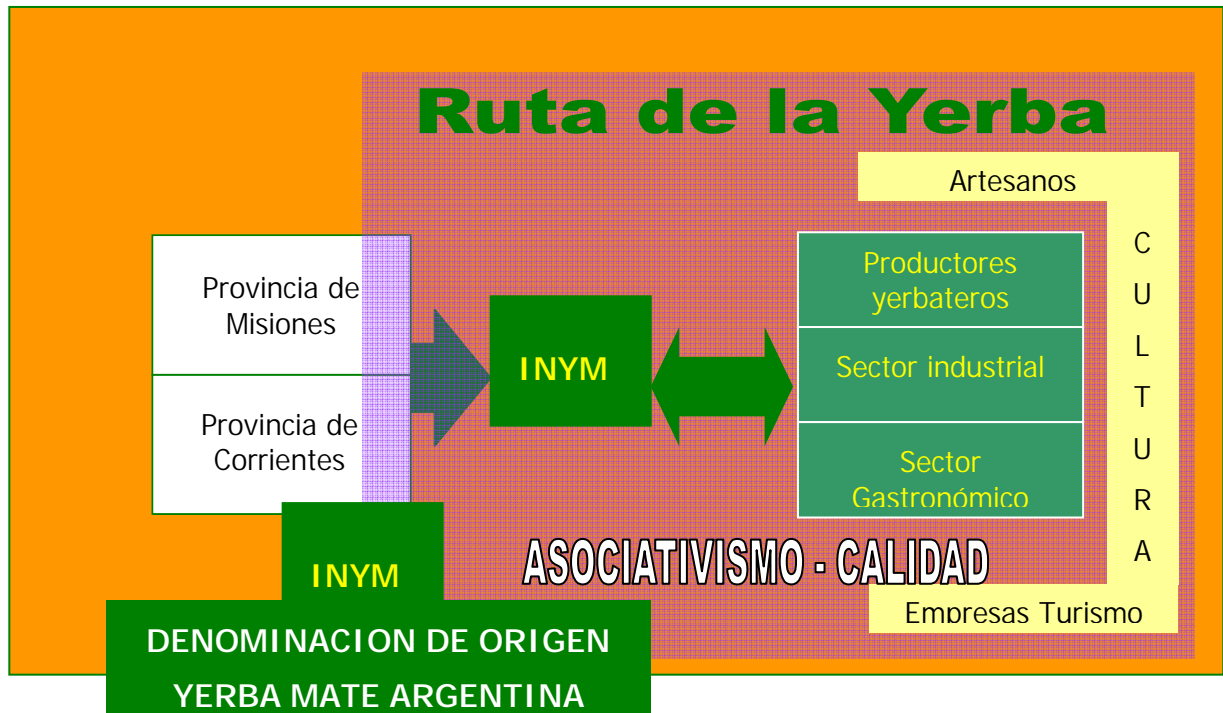 Ruta de la Yerba
Artesanos
CULTURA
Provincia de
Misiones
Provincia de
Corrientes
INYM
Productores
yerbateros
Sector industrial
Sector
Gastronómico
ASOCIATIVISMO - CALIDAD
Empresas Turismo
INYM
DENOMINACION DE ORIGEN
YERBA MATE ARGENTINA